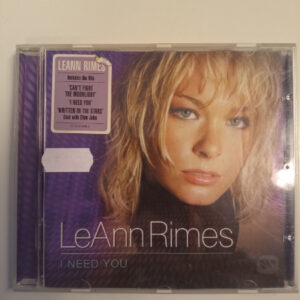 LEANN RIMES
Includes the Hits
'CAN'T FIGHT
THE MOONLIGHT'
'I NEED YOU'
'WRITTEN IN THE STARS'
Duet with Elton John
LeAnn Rimes
I NEED YOU